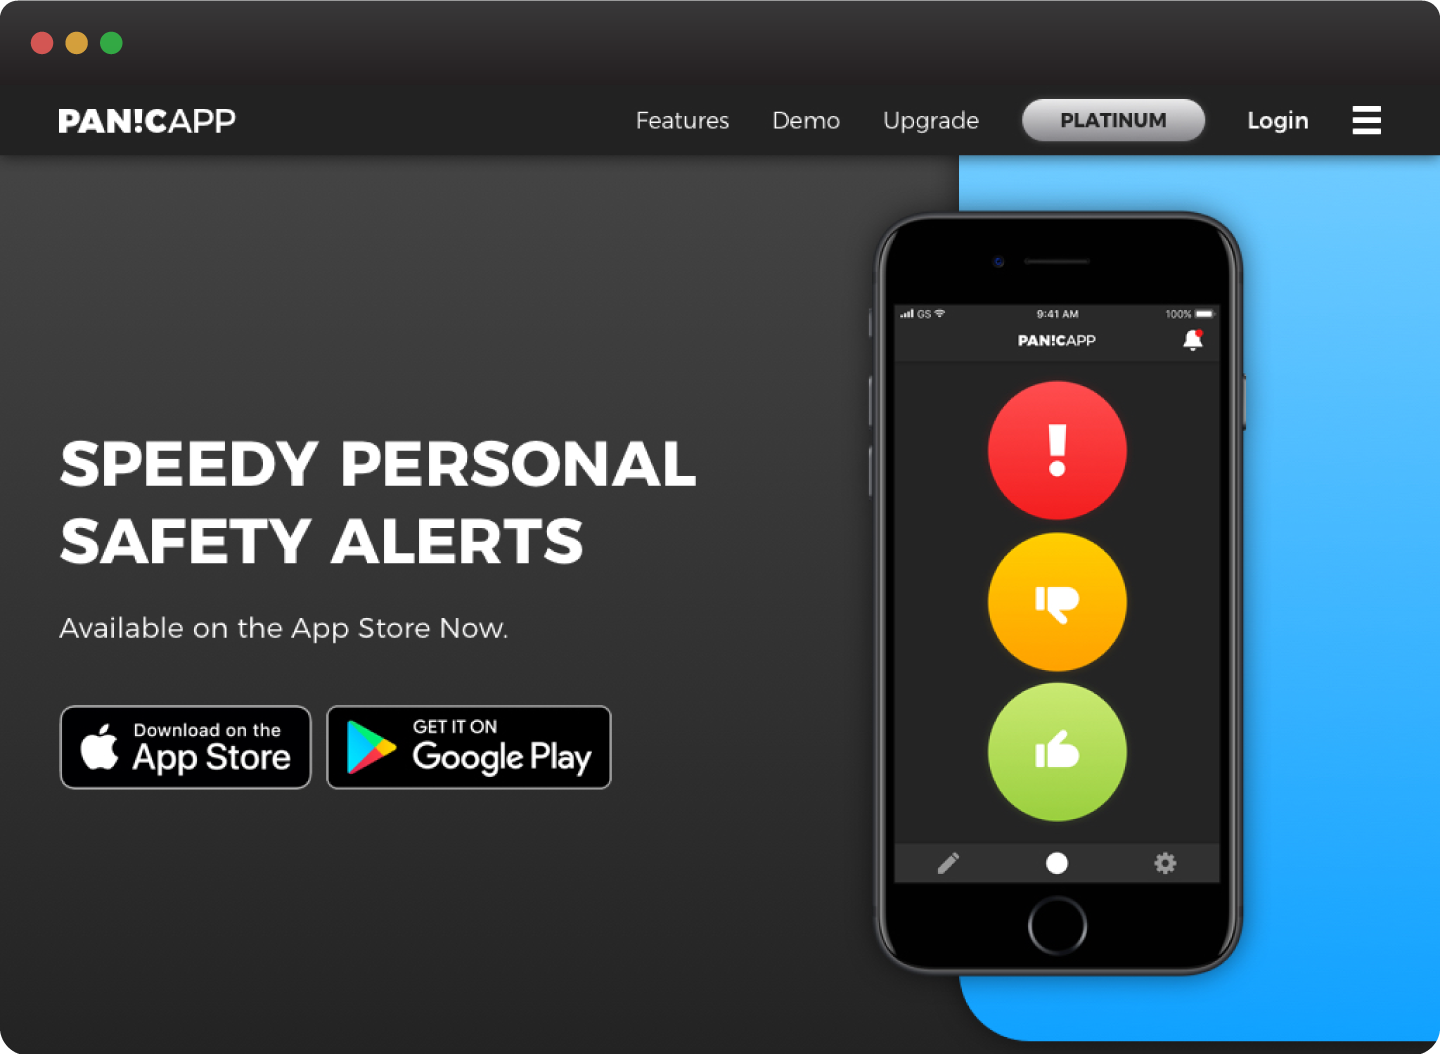 PAN!CAPP
Features Demo Upgrade PLATINUM Login
GS 9:41 AM 100%
PAN!CAPP
SPEEDY PERSONAL
SAFETY ALERTS
Available on the App Store Now.
Download on the
App Store
GET IT ON
Google Play